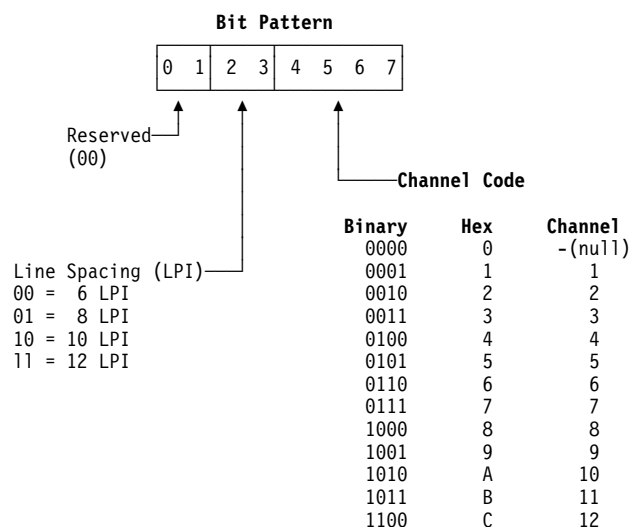 Bit Pattern
0 1 2 3 4 5 6 7
Reserved
(00)
Channel Code
Line Spacing (LPI)
00 = 6 LPI
01 = 8 LPI
10 = 10 LPI
ll = 12 LPI
Binary Hex Channel
0000 0 -(null)
0001 1 1
0010 2 2
0011 3 3
0100 4 4
0101 5 5
0110 6 6
0111 7 7
1000 8 8
1001 9 9
1010 A 10
1011 B 11
1100 C 12